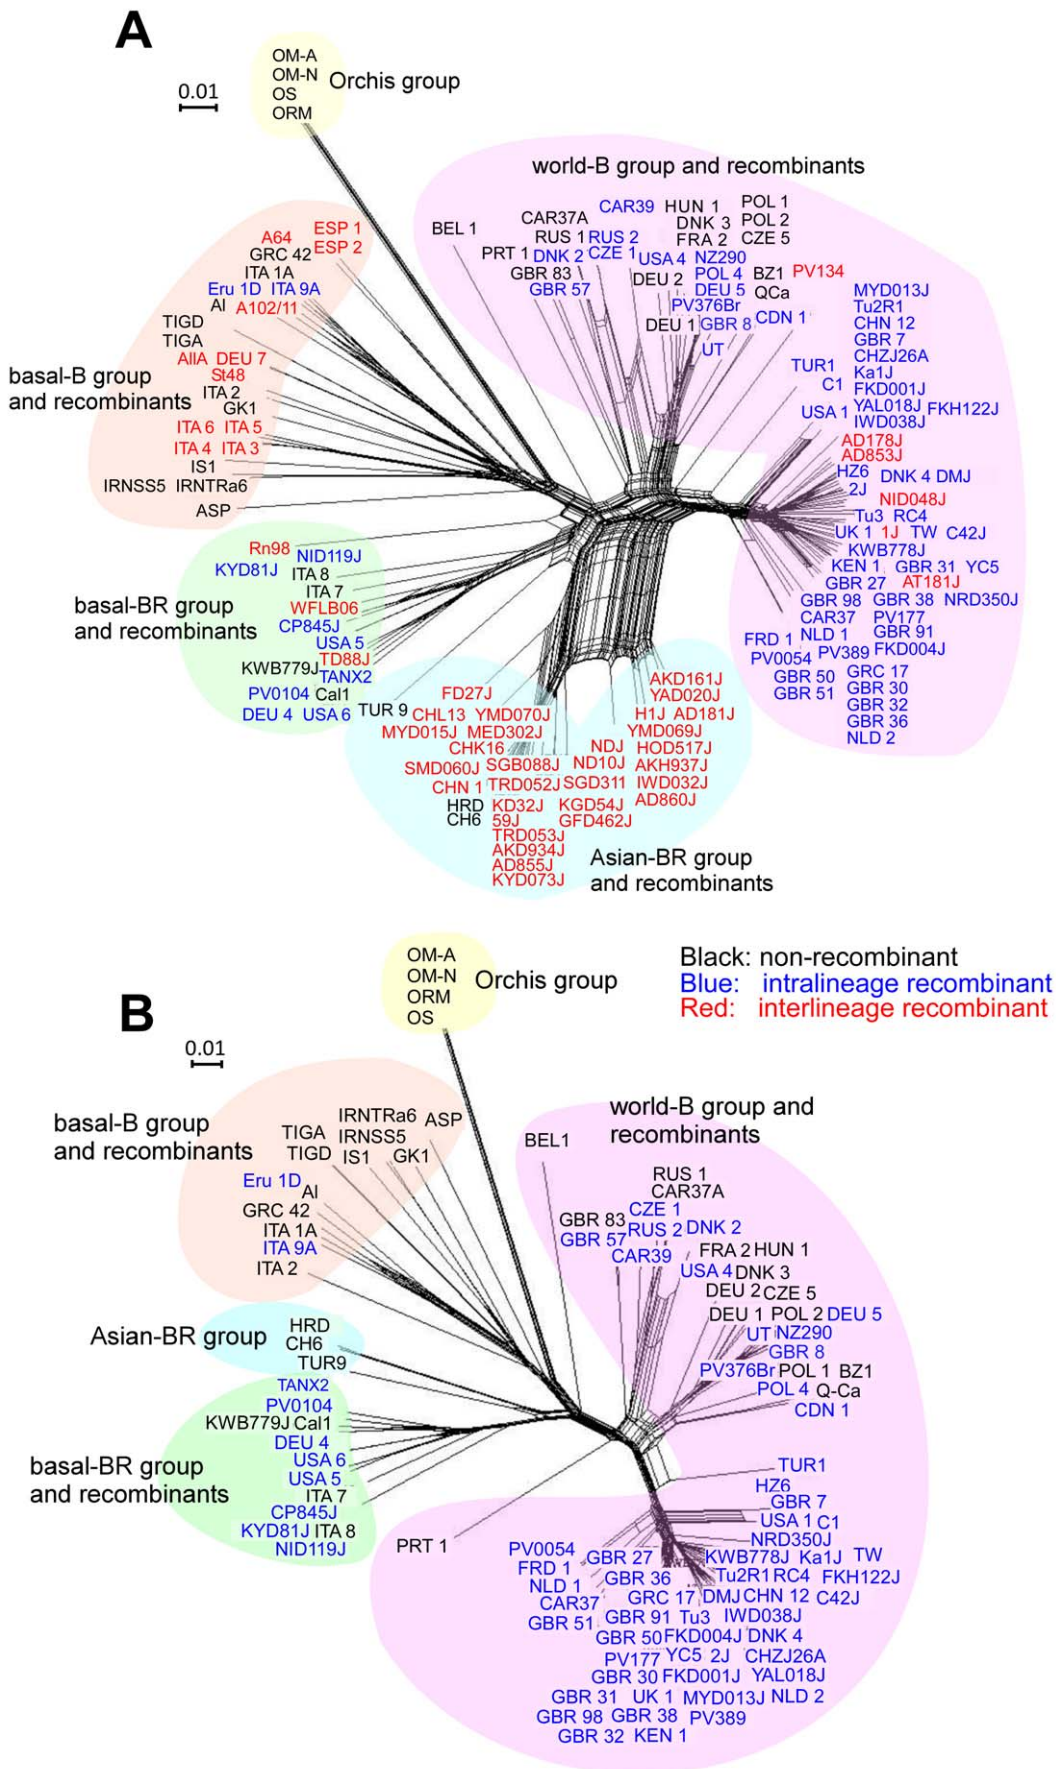 A
OM-A
OM-N
OS
ORM
Orchis group
0.01
world-B group and recombinants
BEL 1
CAR37A
CAR39
HUN 1
POL 1
DNK 3
POL 2
RUS 1
RUS 2
FRA 2
CZE 5
PRT 1
DNK 2
CZE 1
USA 4
NZ290
GBR 83
DEU 2
POL 4
BZ1
PV134
GBR 57
DEU 5
QCa
PV376Br
DEU 1
GBR 8
CDN 1
UT
TUR1
C1
USA 1
MYD013J
Tu2R1
CHN 12
GBR 7
CHZJ26A
Ka1J
FKD001J
YAL018J
FKH122J
IWD038J
AD178J
AD853J
HZ6
DNK 4
DMJ
2J
NID048J
Tu3
RC4
UK 1
1J
TW
C42J
KWB778J
KEN 1
GBR 31
YC5
GBR 27
AT181J
GBR 98
GBR 38
NRD350J
CAR37
PV177
FRD 1
NLD 1
GBR 91
PV0054
PV389
FKD004J
GBR 50
GRC 17
GBR 51
GBR 30
GBR 32
GBR 36
NLD 2
basal-B group
and recombinants
ESP 1
A64
ESP 2
GRC 42
ITA 1A
Eru 1D
ITA 9A
AI
A102/11
TIGD
TIGA
AllA
DEU 7
St48
ITA 2
GK1
ITA 6
ITA 5
ITA 4
ITA 3
IS1
IRNSS5
IRNTRa6
ASP
basal-BR group
and recombinants
Rn98
NID119J
KYD81J
ITA 8
ITA 7
WFLB06
CP845J
USA 5
TD88J
KWB779J
TANX2
PV0104
Cal1
DEU 4
USA 6
TUR 9
FD27J
CHL13
YMD070J
MYD015J
MED302J
CHK16
SMD060J
SGB088J
CHN 1
TRD052J
SGD311
HRD
KD32J
KGD54J
CH6
59J
GFD462J
TRD053J
AKD934J
AD855J
KYD073J
AKD161J
YAD020J
H1J
AD181J
YMD069J
NDJ
HOD517J
ND10J
AKH937J
IWD032J
AD860J
Asian-BR group
and recombinants
Black: non-recombinant
Blue: intralineage recombinant
Red: interlineage recombinant
B
OM-A
OM-N
ORM
OS
Orchis group
0.01
basal-B group
and recombinants
IRNTRa6
ASP
TIGA
IRNSS5
TIGD
IS1
GK1
Eru 1D
AI
GRC 42
ITA 1A
ITA 9A
ITA 2
Asian-BR group
HRD
CH6
TUR9
basal-BR group
and recombinants
TANX2
PV0104
KWB779J
Cal1
DEU 4
USA 6
USA 5
ITA 7
CP845J
KYD81J
ITA 8
NID119J
world-B group and
recombinants
BEL1
RUS 1
CAR37A
CZE 1
GBR 83
RUS 2
DNK 2
GBR 57
CAR39
FRA 2
HUN 1
USA 4
DNK 3
DEU 2
CZE 5
DEU 1
POL 2
DEU 5
UT
NZ290
GBR 8
PV376Br
POL 1
BZ1
POL 4
Q-Ca
CDN 1
TUR1
HZ6
GBR 7
USA 1
C1
NRD350J
PRT 1
PV0054
GBR 27
KWB778J
Ka1J
TW
FRD 1
GBR 36
Tu2R1
RC4
FKH122J
NLD 1
GRC 17
DMJ
CHN 12
C42J
CAR37
GBR 51
GBR 91
Tu3
IWD038J
GBR 50
FKD004J
DNK 4
PV177
YC5
2J
CHZJ26A
GBR 30
FKD001J
YAL018J
GBR 31
UK 1
MYD013J
NLD 2
GBR 98
GBR 38
PV389
GBR 32
KEN 1